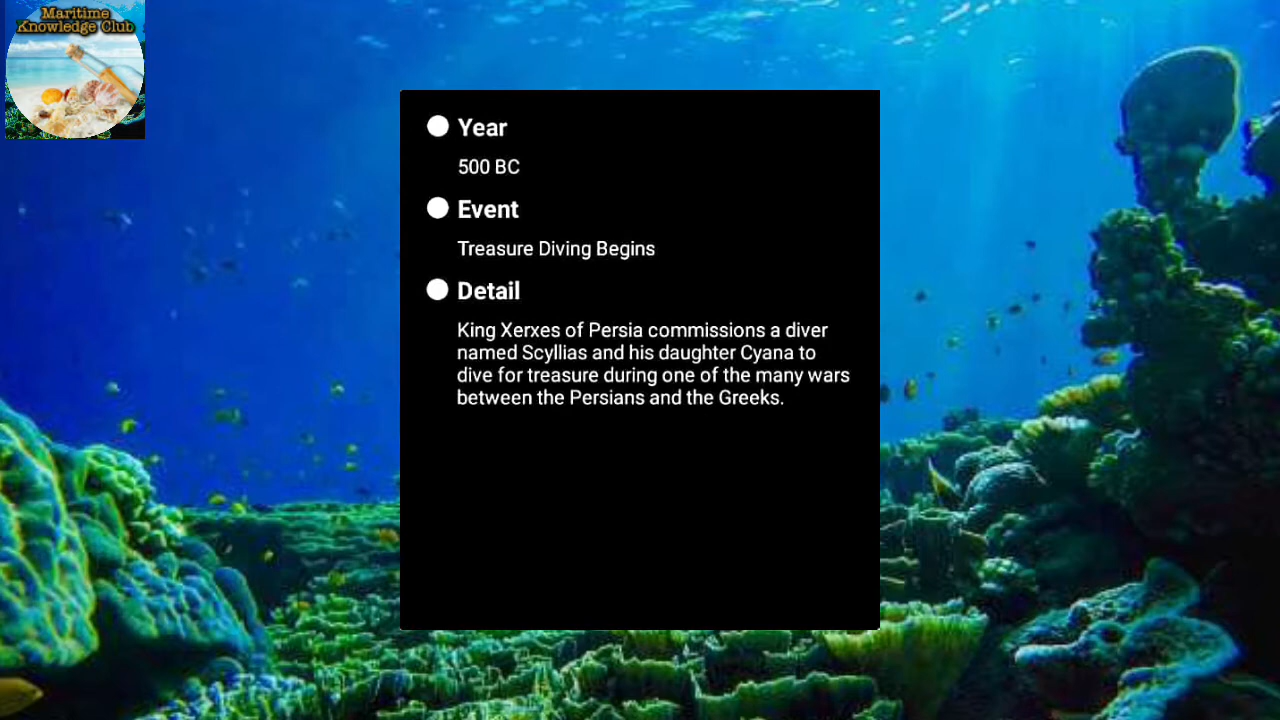 Maritime
Knowledge Club
Year
500 BC
Event
Treasure Diving Begins
Detail
King Xerxes of Persia commissions a diver
named Scyllias and his daughter Cyana to
dive for treasure during one of the many wars
between the Persians and the Greeks.